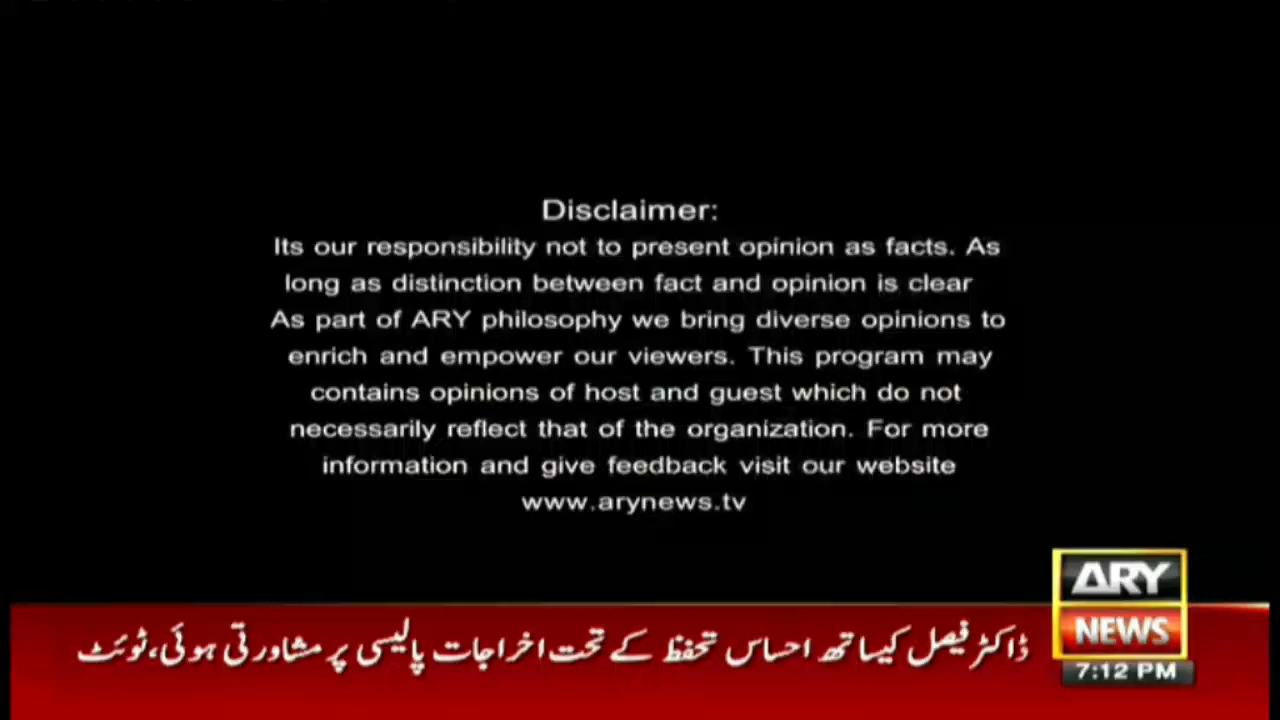 Disclaimer:
Its our responsibility not to present opinion as facts. As
long as distinction between fact and opinion is clear
As part of ARY philosophy we bring diverse opinions to
enrich and empower our viewers. This program may
contains opinions of host and guest which do not
necessarily reflect that of the organization. For more
information and give feedback visit our website
www.arynews.tv
ARY
NEWS
7:12 PM
ڈاکٹر فیصل کیساتھ احساس تحفظ کے تحت اخراجات پالیسی پر مشاورتی ہوئی، ٹوئٹ